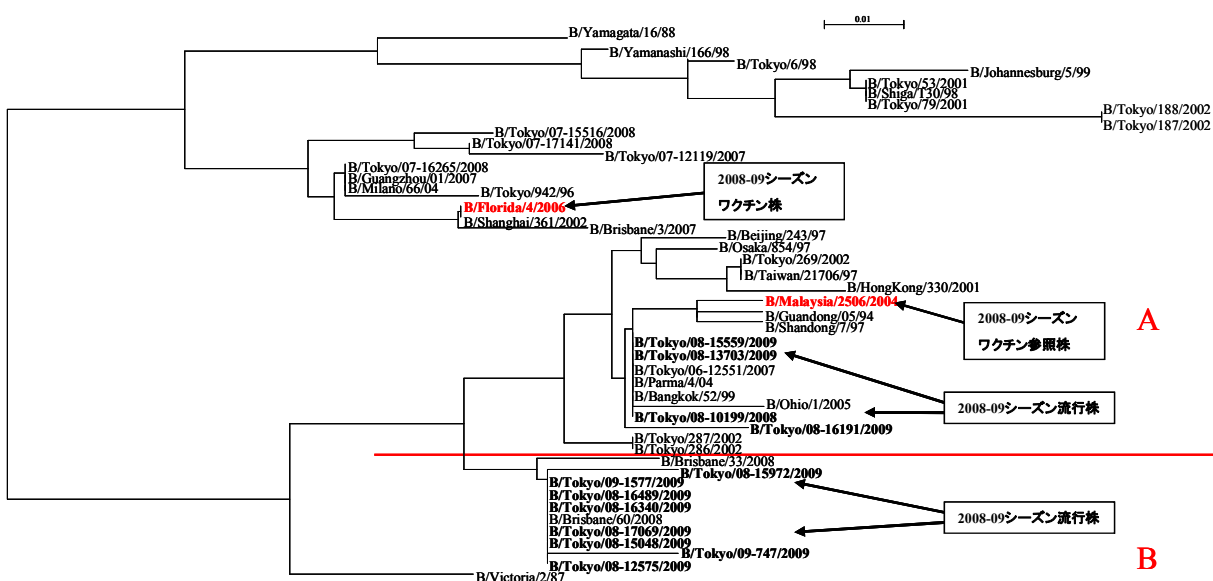 0.01
B/Yamagata/16/88
B/Yamanashi/166/98
B/Tokyo/6/98
B/Johannesburg/5/99
B/Tokyo/53/2001
B/Shiga/T30/98
B/Tokyo/79/2001
B/Tokyo/188/2002
B/Tokyo/187/2002
B/Tokyo/07-15516/2008
B/Tokyo/07-17141/2008
B/Tokyo/07-12119/2007
B/Tokyo/07-16265/2008
B/Guangzhou/01/2007
B/Milano/66/04
B/Tokyo/942/96
B/Florida/4/2006
B/Shanghai/361/2002
B/Brisbane/3/2007
2008-09シーズン
ワクチン株
B/Beijing/243/97
B/Osaka/854/97
B/Tokyo/269/2002
B/Taiwan/21706/97
B/HongKong/330/2001
B/Malaysia/2506/2004
B/Guandong/05/94
B/Shandong/7/97
2008-09シーズン
ワクチン参照株
A
B/Tokyo/08-15559/2009
B/Tokyo/08-13703/2009
B/Tokyo/06-12551/2007
B/Parma/4/04
B/Bangkok/52/99
B/Ohio/1/2005
B/Tokyo/08-10199/2008
B/Tokyo/08-16191/2009
2008-09シーズン流行株
B/Tokyo/287/2002
B/Tokyo/286/2002
B/Brisbane/33/2008
B/Tokyo/08-15972/2009
B/Tokyo/09-1577/2009
B/Tokyo/08-16489/2009
B/Tokyo/08-16340/2009
B/Brisbane/60/2008
B/Tokyo/08-17069/2009
B/Tokyo/08-15048/2009
B/Tokyo/09-747/2009
B/Tokyo/08-12575/2009
2008-09シーズン流行株
B
B/Victoria/2/87